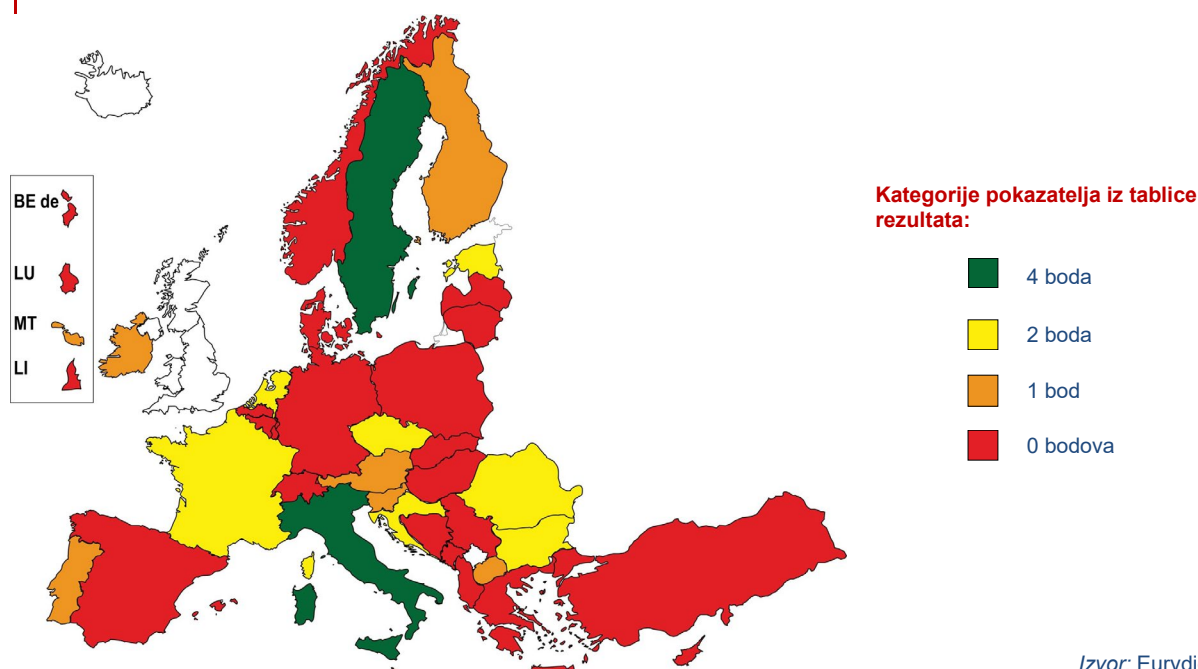 BE de
LU
MT
LI
Kategorije pokazatelja iz tablice
rezultata:
4 boda
2 boda
1 bod
0 bodova
Izvor: Eurydi